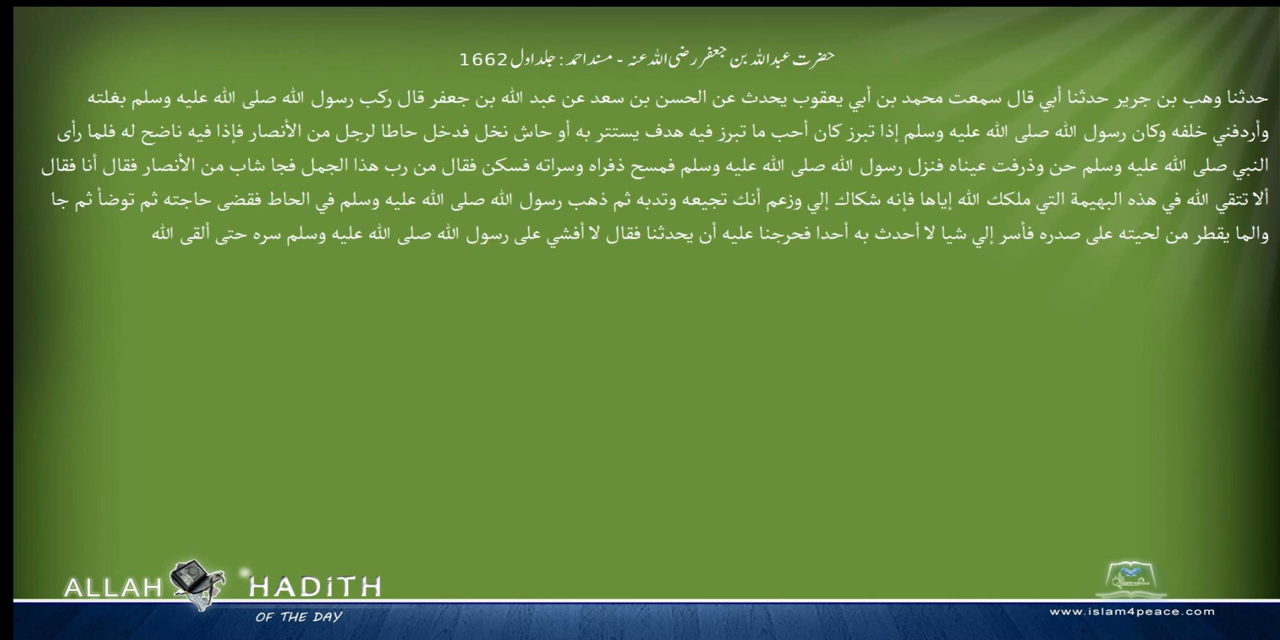 حضرت عبداللہ بن جعفر رضی اللہ عنہ - مسند احمد: جلد اول 1662
حدثنا وهب بن جرير حدثنا أبي قال سمعت محمد بن أبي يعقوب يحدث عن الحسن بن سعد عن عبد الله بن جعفر قال ركب رسول الله صلى الله عليه وسلم بغلته
وأردفني خلفه وكان رسول الله صلى الله عليه وسلم إذا تبرز كان أحب ما تبرز فيه هدف يستتر به أو حاش نخل فدخل حاطا لرجل من الأنصار فإذا فيه ناضح له فلما رأى
النبي صلى الله عليه وسلم حن وذرفت عيناه فنزل رسول الله صلى الله عليه وسلم فمسح ذفراه وسراته فسكن فقال من رب هذا الجمل فجا شاب من الأنصار فقال أنا فقال
ألا تتقي الله في هذه البهيمة التي ملكك الله إياها فإنه شكاك إلي وزعم أنك تجيعه وتدبه ثم ذهب رسول الله صلى الله عليه وسلم في الحاط فقضى حاجته ثم توضأ ثم جا
والما يقطر من لحيته على صدره فأسر إلي شيا لا أحدث به أحدا فحرجنا عليه أن يحدثنا فقال لا أفشي على رسول الله صلى الله عليه وسلم سره حتى ألقى الله
ALLAH HADITH
OF THE DAY
www.islam4peace.com